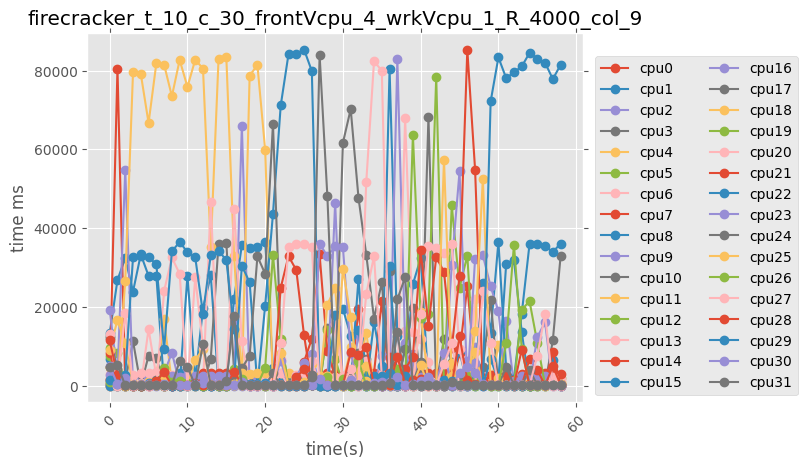 firecracker_t_10_c_30_frontVcpu_4_wrkVcpu_1_R_4000_col_9
time ms
80000
60000
40000
20000
0
0
10
20
30
40
50
60
time(s)
cpu0
cpu1
cpu2
cpu3
cpu4
cpu5
cpu6
cpu7
cpu8
cpu9
cpu10
cpu11
cpu12
cpu13
cpu14
cpu15
cpu16
cpu17
cpu18
cpu19
cpu20
cpu21
cpu22
cpu23
cpu24
cpu25
cpu26
cpu27
cpu28
cpu29
cpu30
cpu31